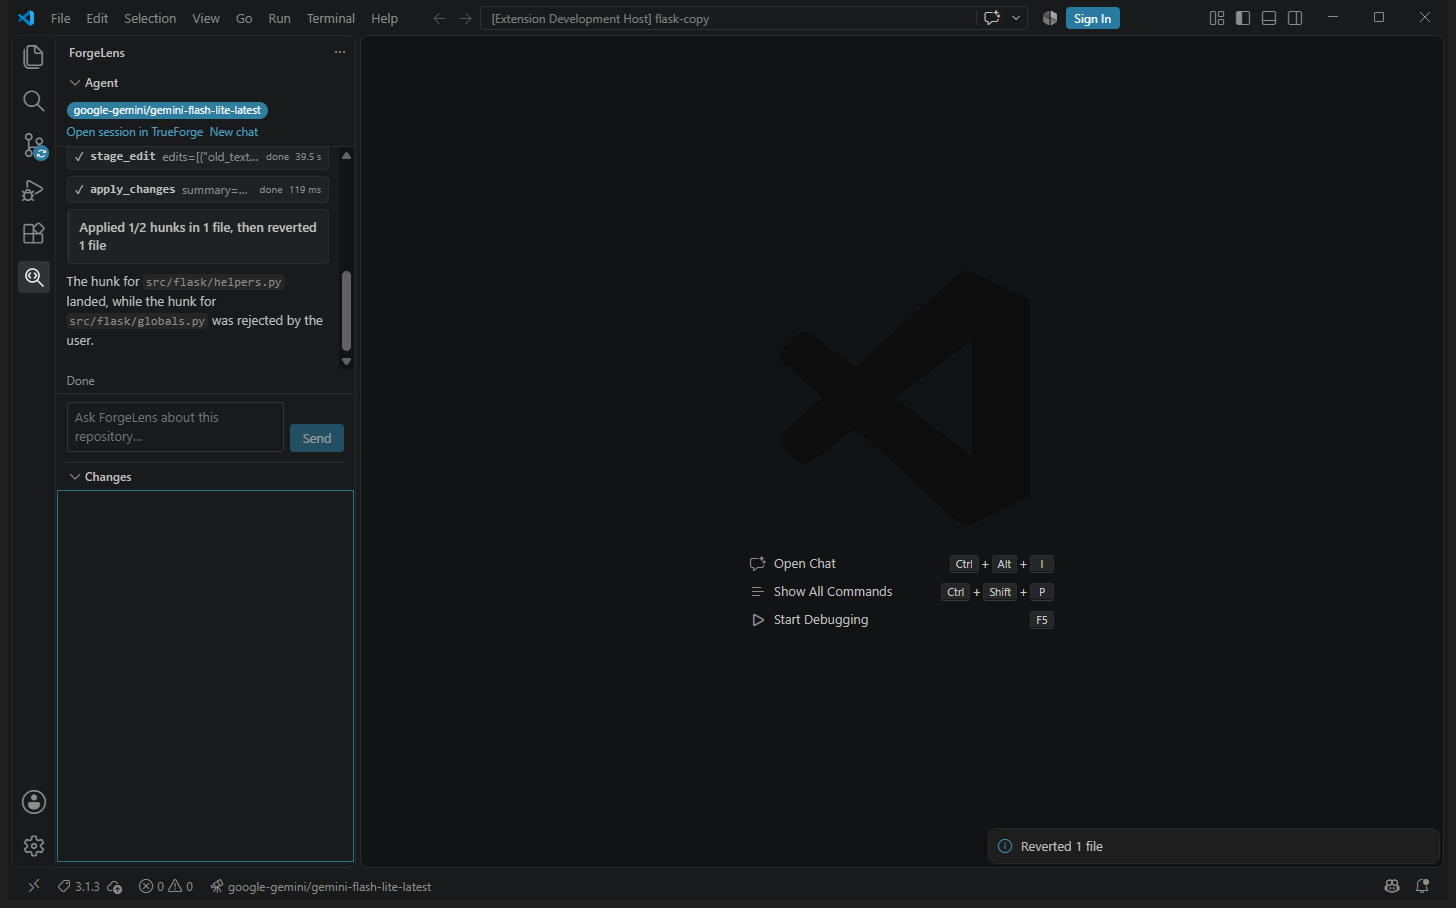 File Edit Selection View Go Run Terminal Help
[Extension Development Host] flask-copy
Sign In
ForgeLens
Agent
google-gemini/gemini-flash-lite-latest
Open session in TrueForge New chat
stage_edit edits=[{"old_text... done 39.5 s
apply_changes summary=... done 119 ms
Applied 1/2 hunks in 1 file, then reverted
1 file
The hunk for src/flask/helpers.py
landed, while the hunk for
src/flask/globals.py was rejected by the
user.
Done
Ask ForgeLens about this
repository...
Send
Changes
Open Chat Ctrl + Alt + I
Show All Commands Ctrl + Shift + P
Start Debugging F5
Reverted 1 file
3.1.3 0 0 google-gemini/gemini-flash-lite-latest